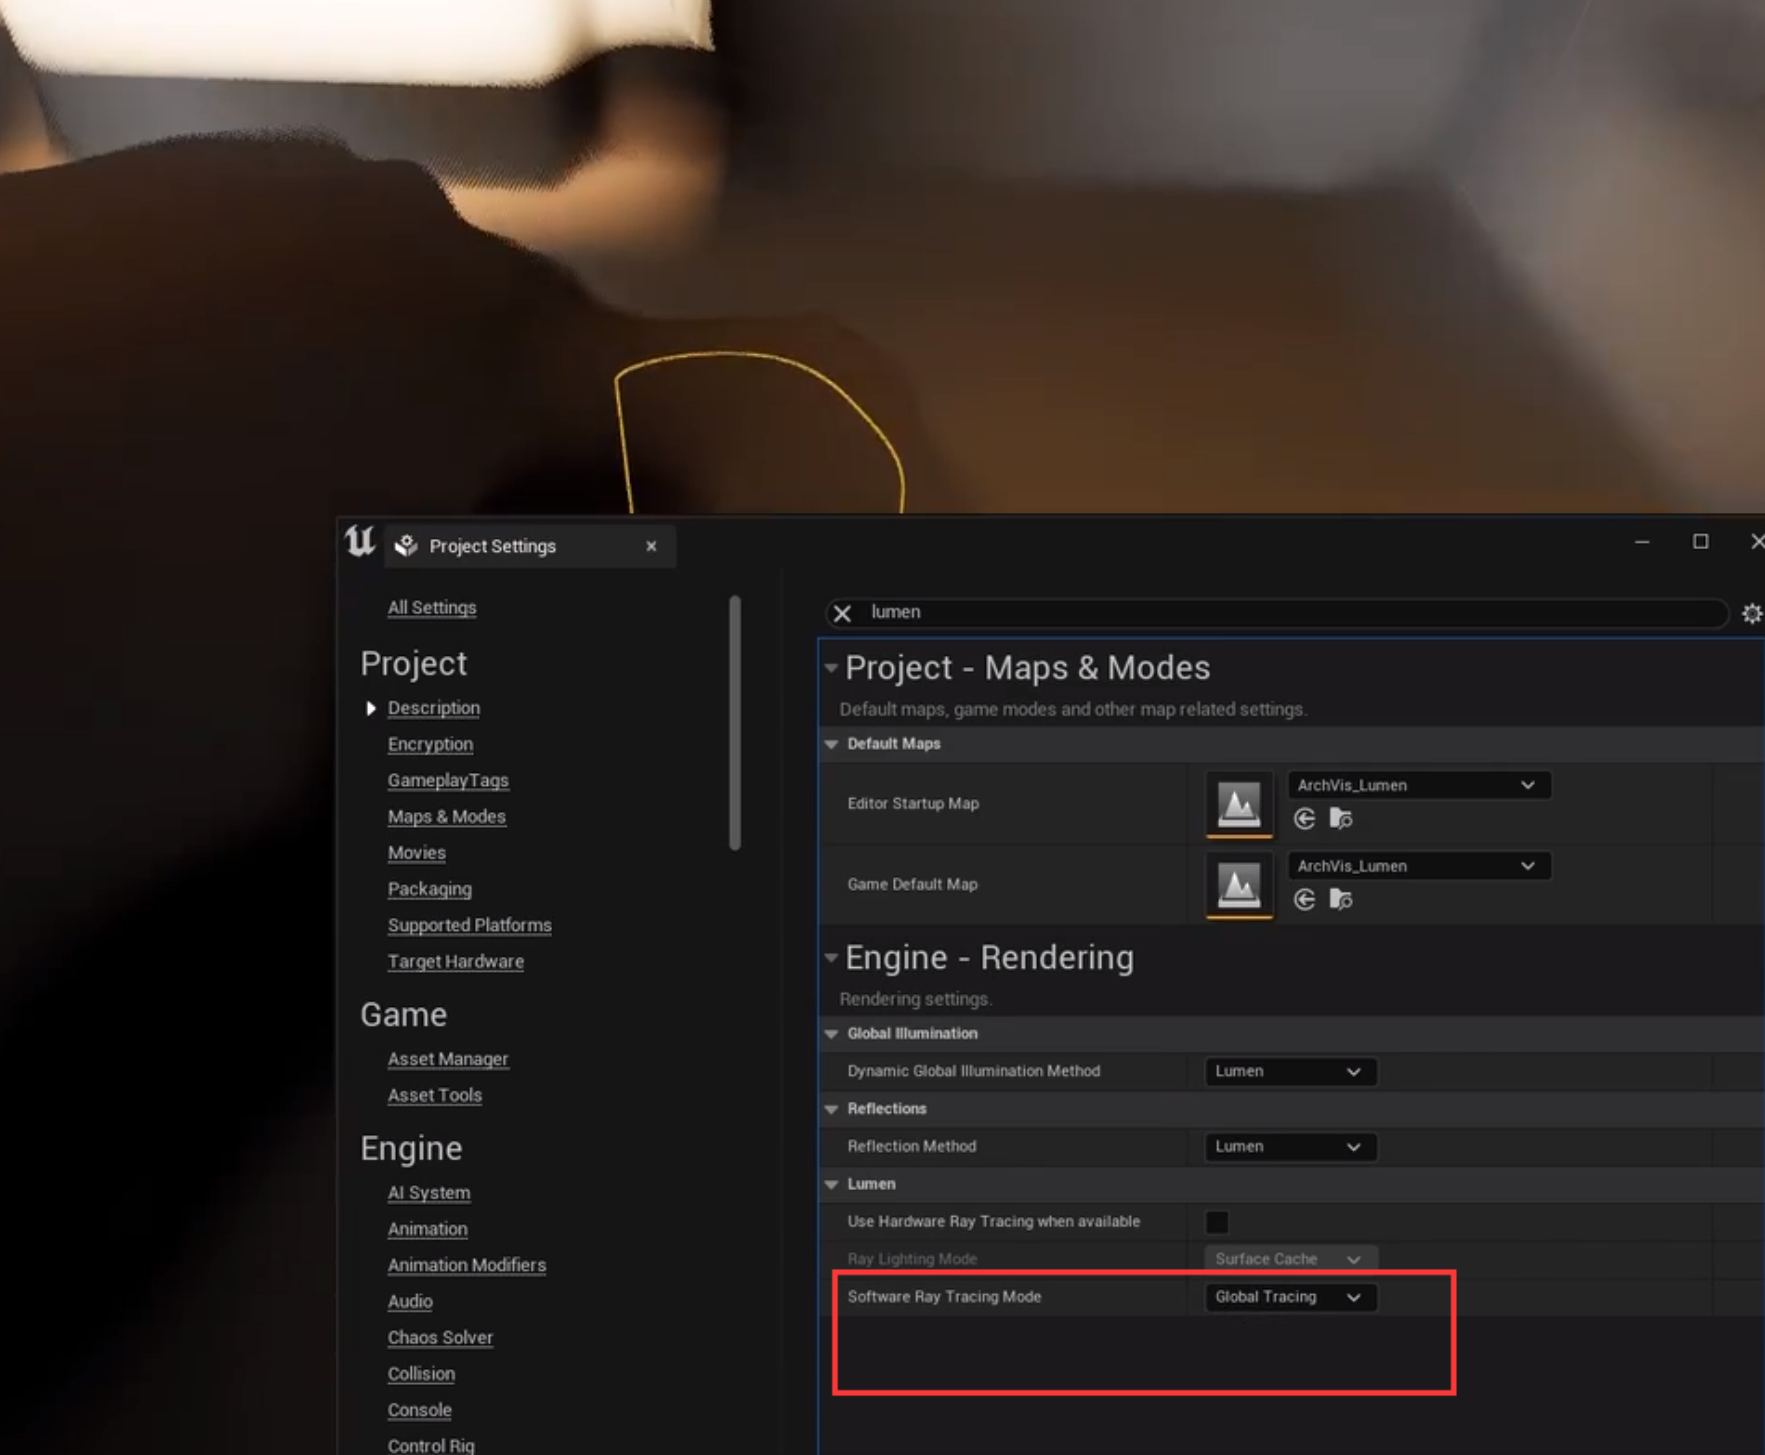 Project Settings
All Settings
Project
Description
Encryption
GameplayTags
Maps & Modes
Movies
Packaging
Supported Platforms
Target Hardware
Game
Asset Manager
Asset Tools
Engine
AI System
Animation
Animation Modifiers
Audio
Chaos Solver
Collision
Console
Control Rig
lumen
Project - Maps & Modes
Default maps, game modes and other map related settings.
Default Maps
Editor Startup Map
ArchVis_Lumen
Game Default Map
ArchVis_Lumen
Engine - Rendering
Rendering settings.
Global Illumination
Dynamic Global Illumination Method
Lumen
Reflections
Reflection Method
Lumen
Lumen
Use Hardware Ray Tracing when available
Ray Lighting Mode
Surface Cache
Software Ray Tracing Mode
Global Tracing